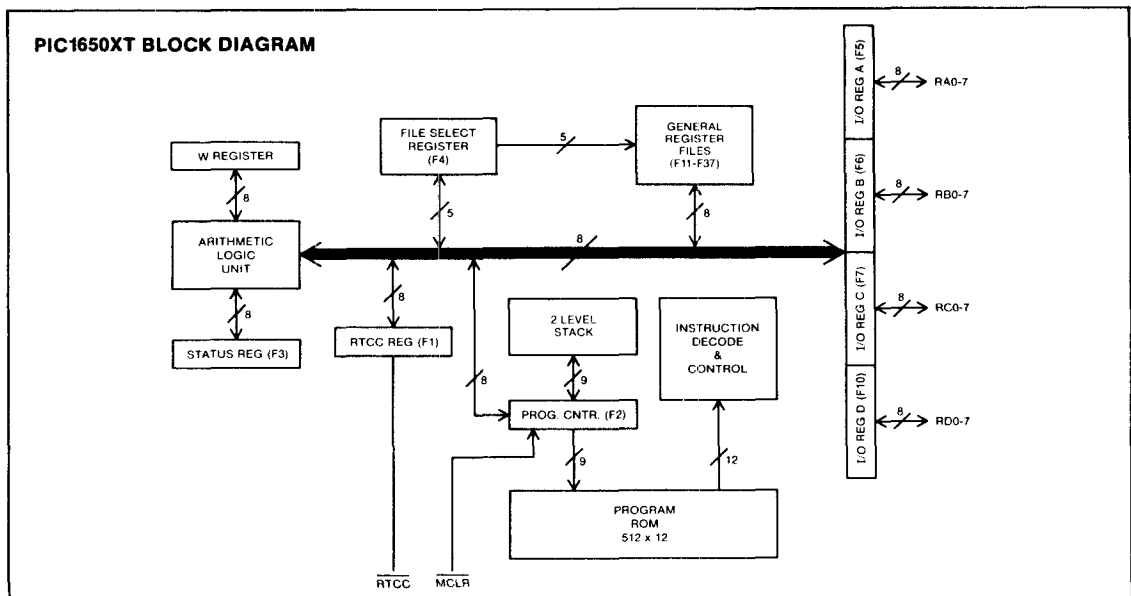 PIC1650XT BLOCK DIAGRAM
W REGISTER
8
ARITHMETIC
LOGIC
UNIT
8
STATUS REG (F3)
FILE SELECT
REGISTER
(F4)
5
5
GENERAL
REGISTER
FILES
(F11-F37)
8
8
8
RTCC REG (F1)
8
2 LEVEL
STACK
9
PROG. CNTR. (F2)
9
INSTRUCTION
DECODE
&
CONTROL
12
PROGRAM
ROM
512 x 12
RTCC
MCLR
I/O REG A (F5)
8
RA0-7
I/O REG B (F6)
8
RB0-7
I/O REG C (F7)
8
RC0-7
I/O REG D (F10)
8
RD0-7